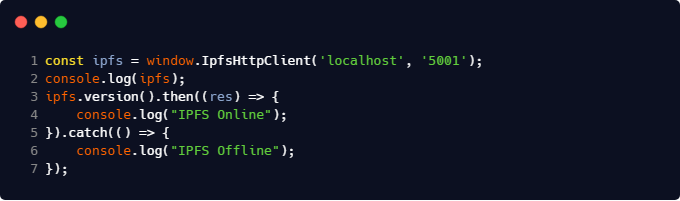 1 const ipfs = window.IpfsHttpClient('localhost', '5001');
2 console.log(ipfs);
3 ipfs.version().then((res) => {
4     console.log("IPFS Online");
5 }).catch(() => {
6     console.log("IPFS Offline");
7 });